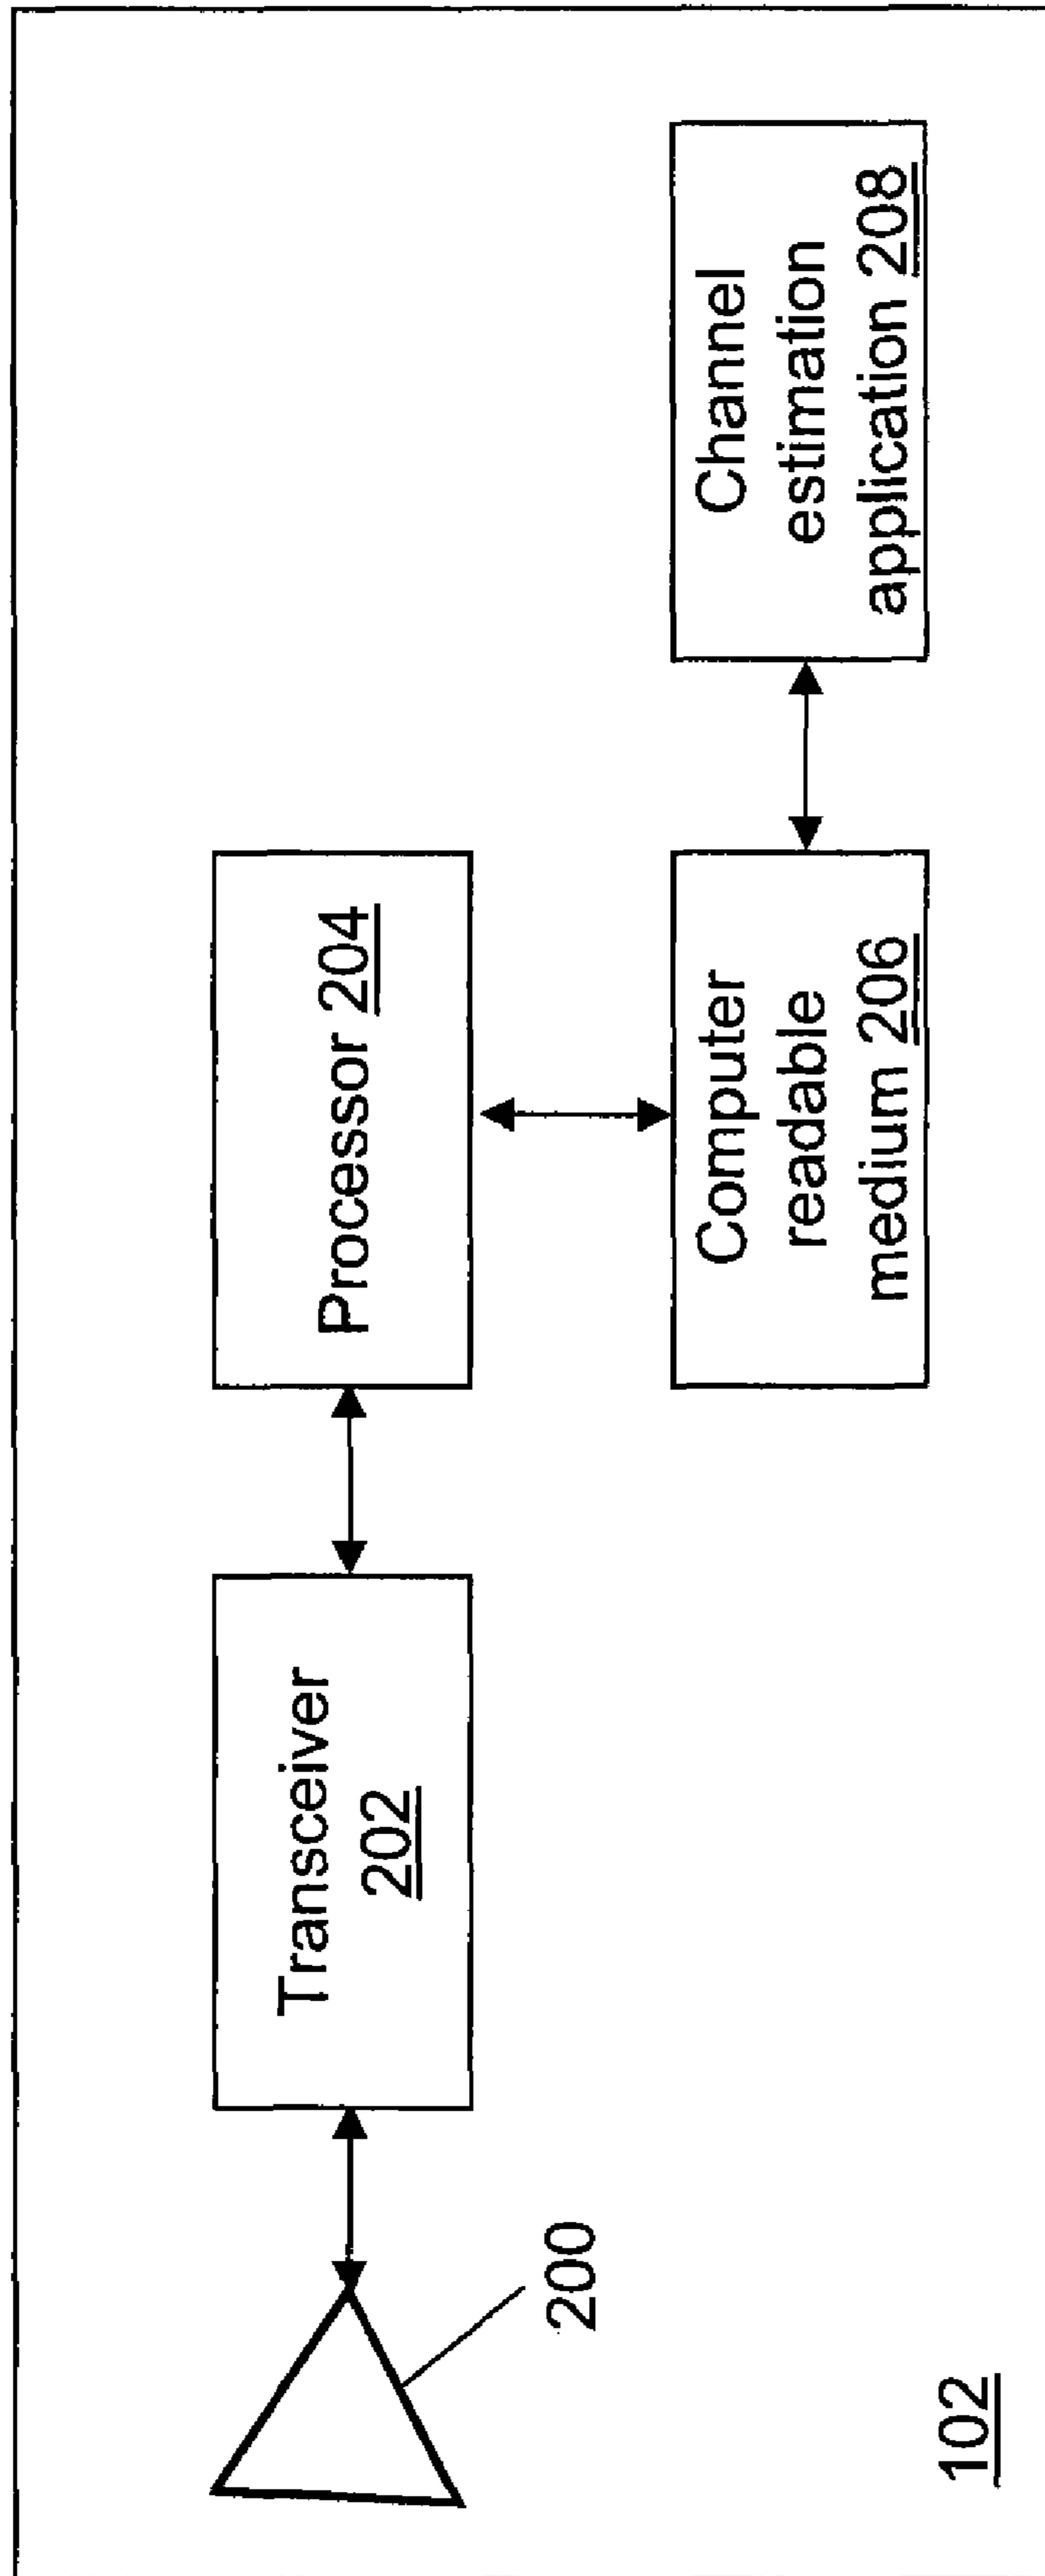 200
Transceiver
202
Processor 204
Computer
readable
medium 206
Channel
estimation
application 208
102